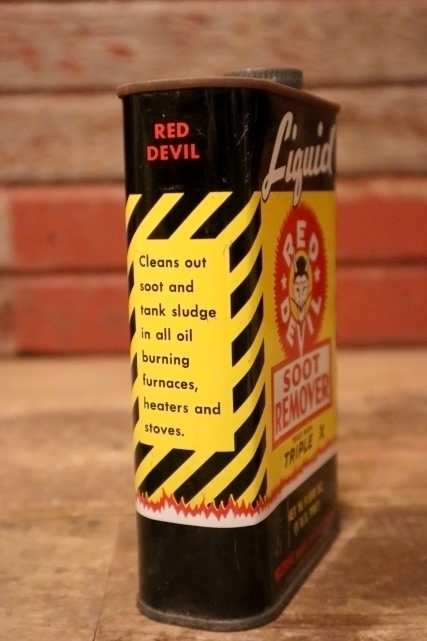 RED
DEVIL
Cleans out
soot and
tank sludge
in all oil
burning
furnaces,
heaters and
stoves.
Liquid
RED
DEVIL
SOOT
REMOVER
TRIPLE X